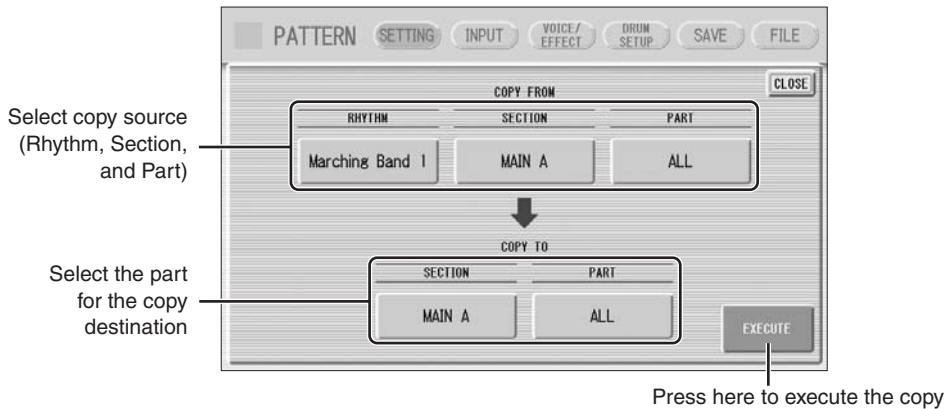 PATTERN SETTING INPUT VOICE/ EFFECT DRUM SETUP SAVE FILE
CLOSE
COPY FROM
RHYTHM SECTION PART
Select copy source
(Rhythm, Section,
and Part)
Marching Band 1 MAIN A ALL
COPY TO
SECTION PART
Select the part
for the copy
destination
MAIN A ALL
EXECUTE
Press here to execute the copy